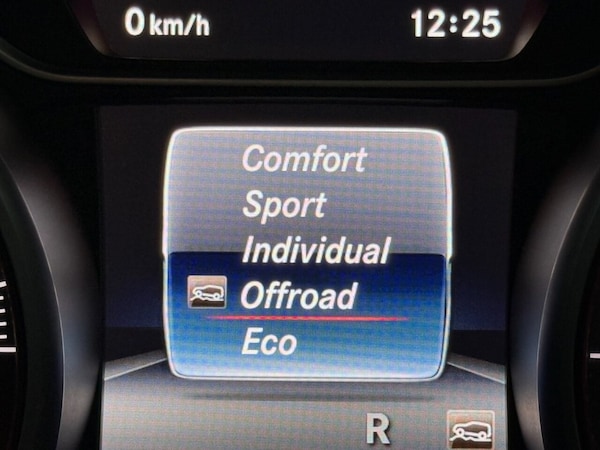 0 km/h 12:25
Comfort
Sport
Individual
Offroad
Eco
R